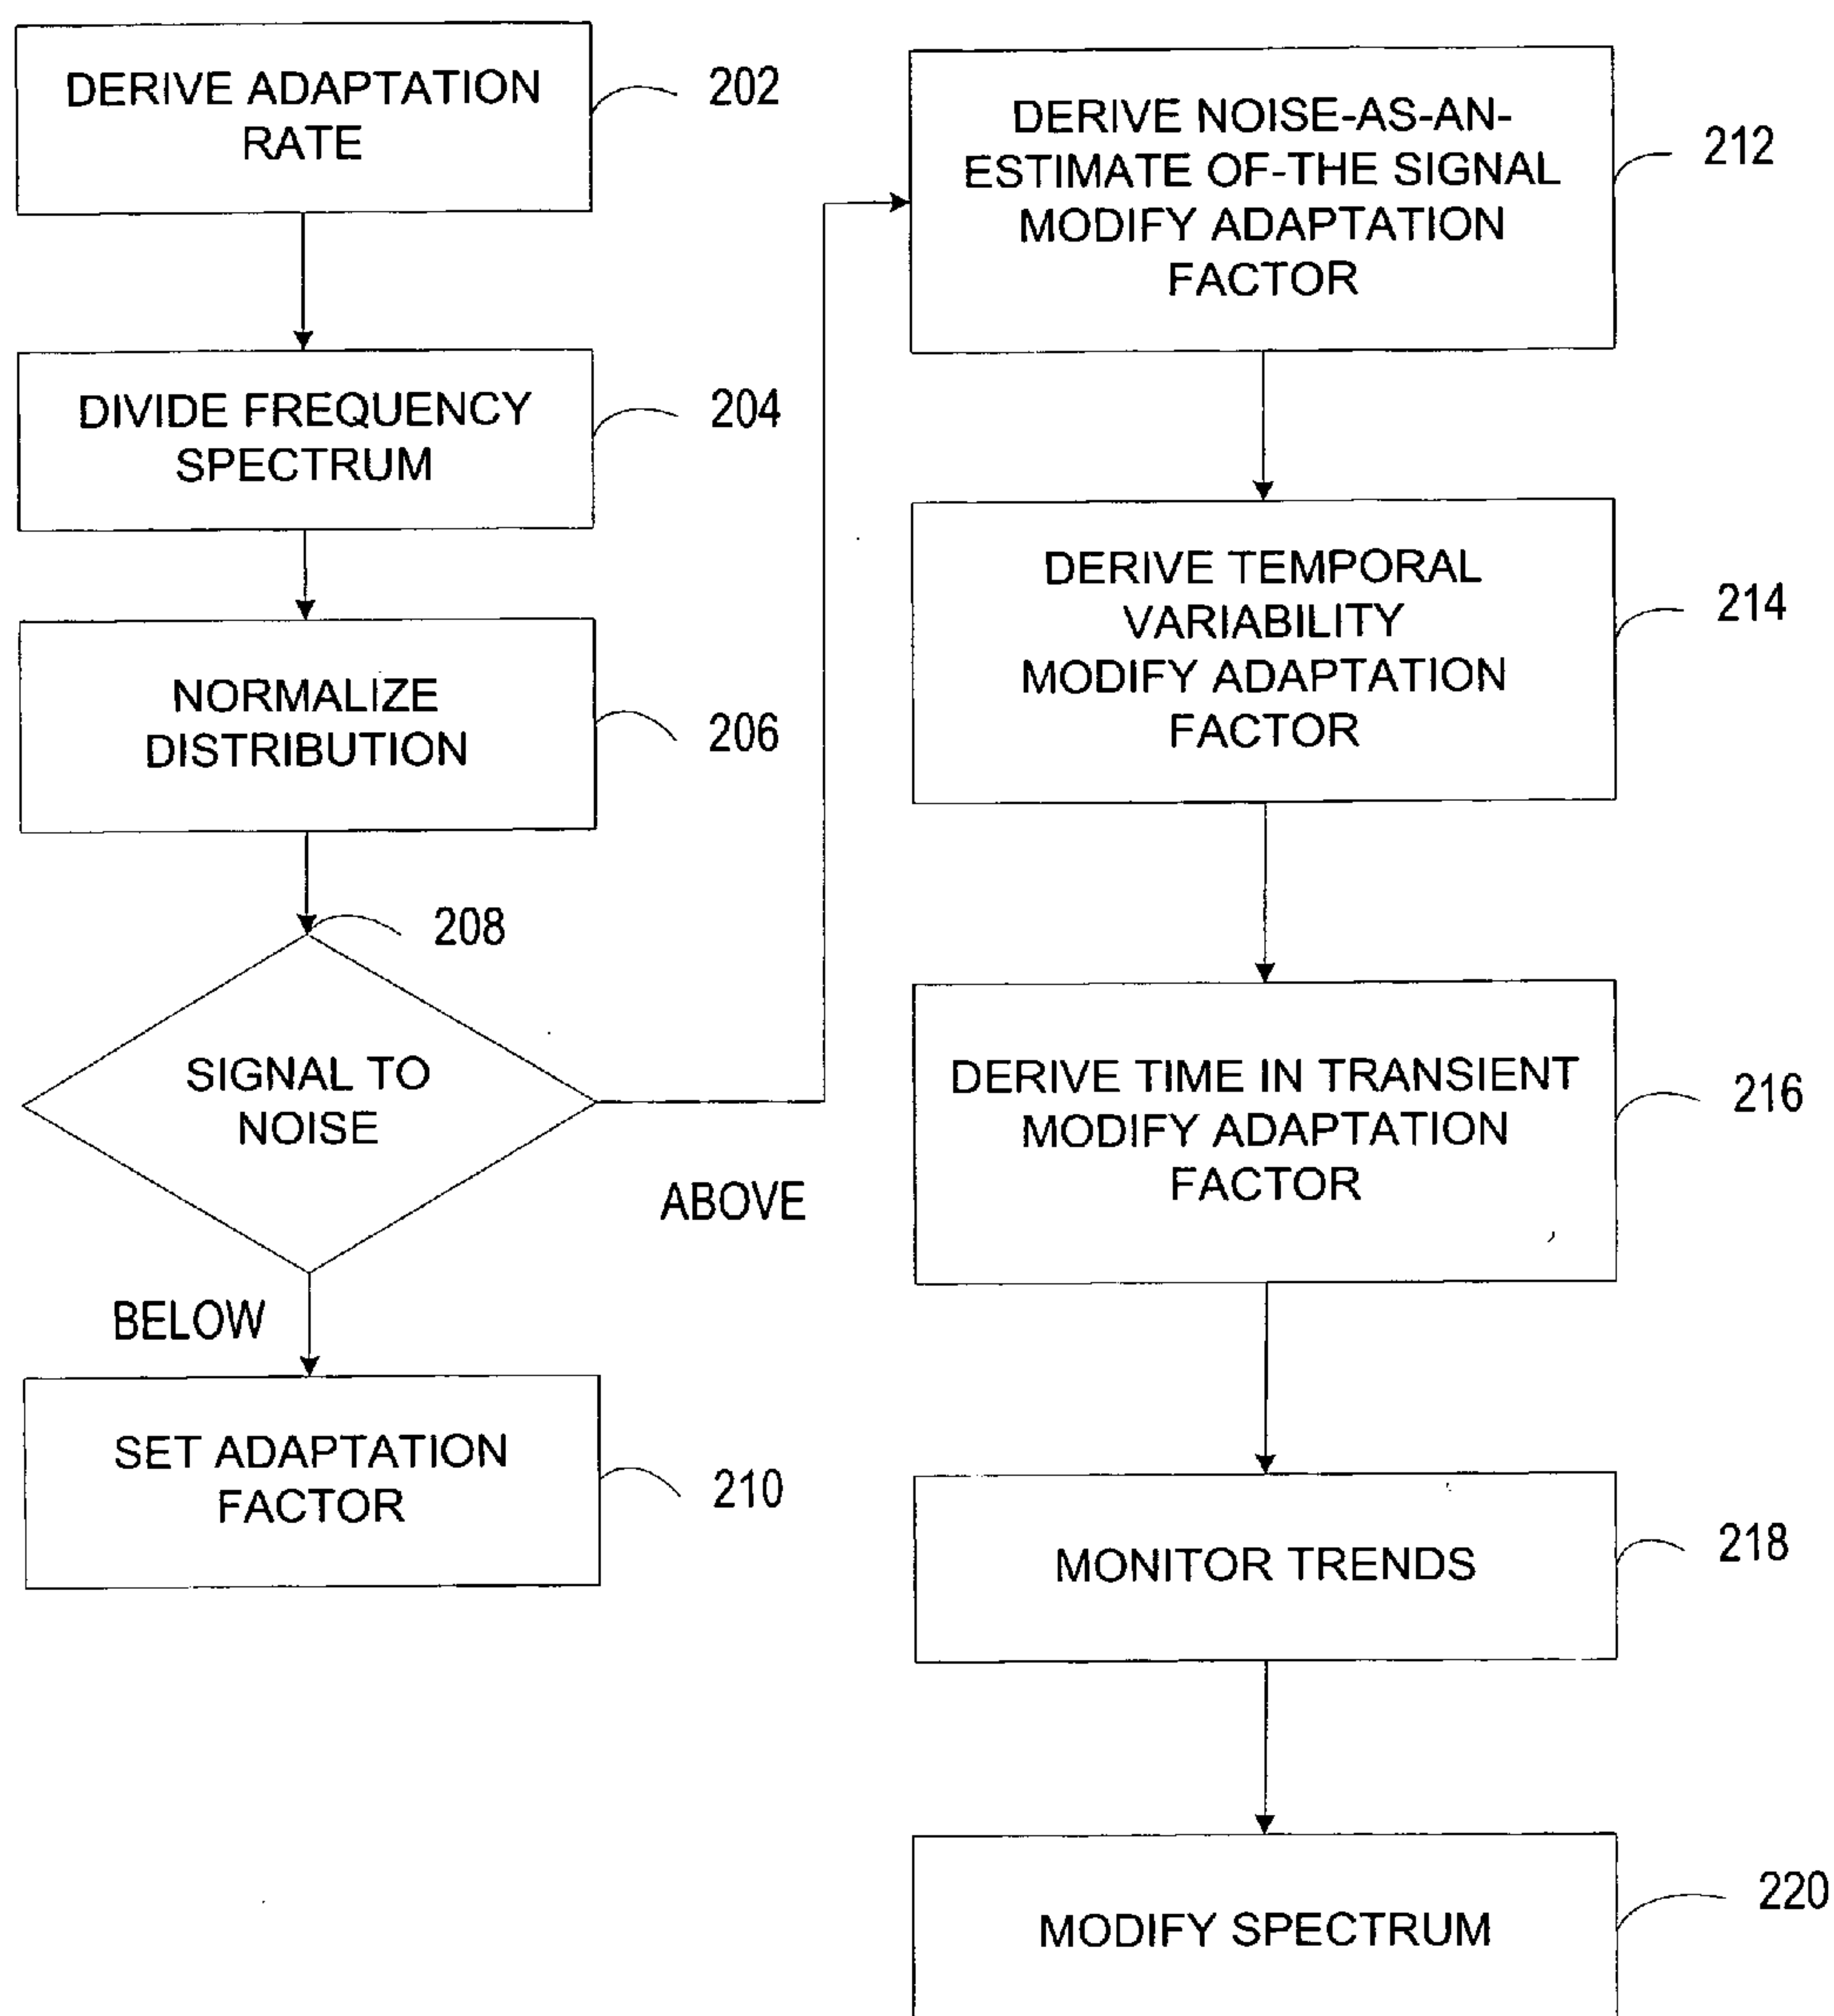 DERIVE ADAPTATION
RATE
202
DIVIDE FREQUENCY
SPECTRUM
204
NORMALIZE
DISTRIBUTION
206
208
SIGNAL TO
NOISE
ABOVE
BELOW
SET ADAPTATION
FACTOR
210
DERIVE NOISE-AS-AN-
ESTIMATE OF-THE SIGNAL
MODIFY ADAPTATION
FACTOR
212
DERIVE TEMPORAL
VARIABILITY
MODIFY ADAPTATION
FACTOR
214
DERIVE TIME IN TRANSIENT
MODIFY ADAPTATION
FACTOR
216
MONITOR TRENDS
218
MODIFY SPECTRUM
220